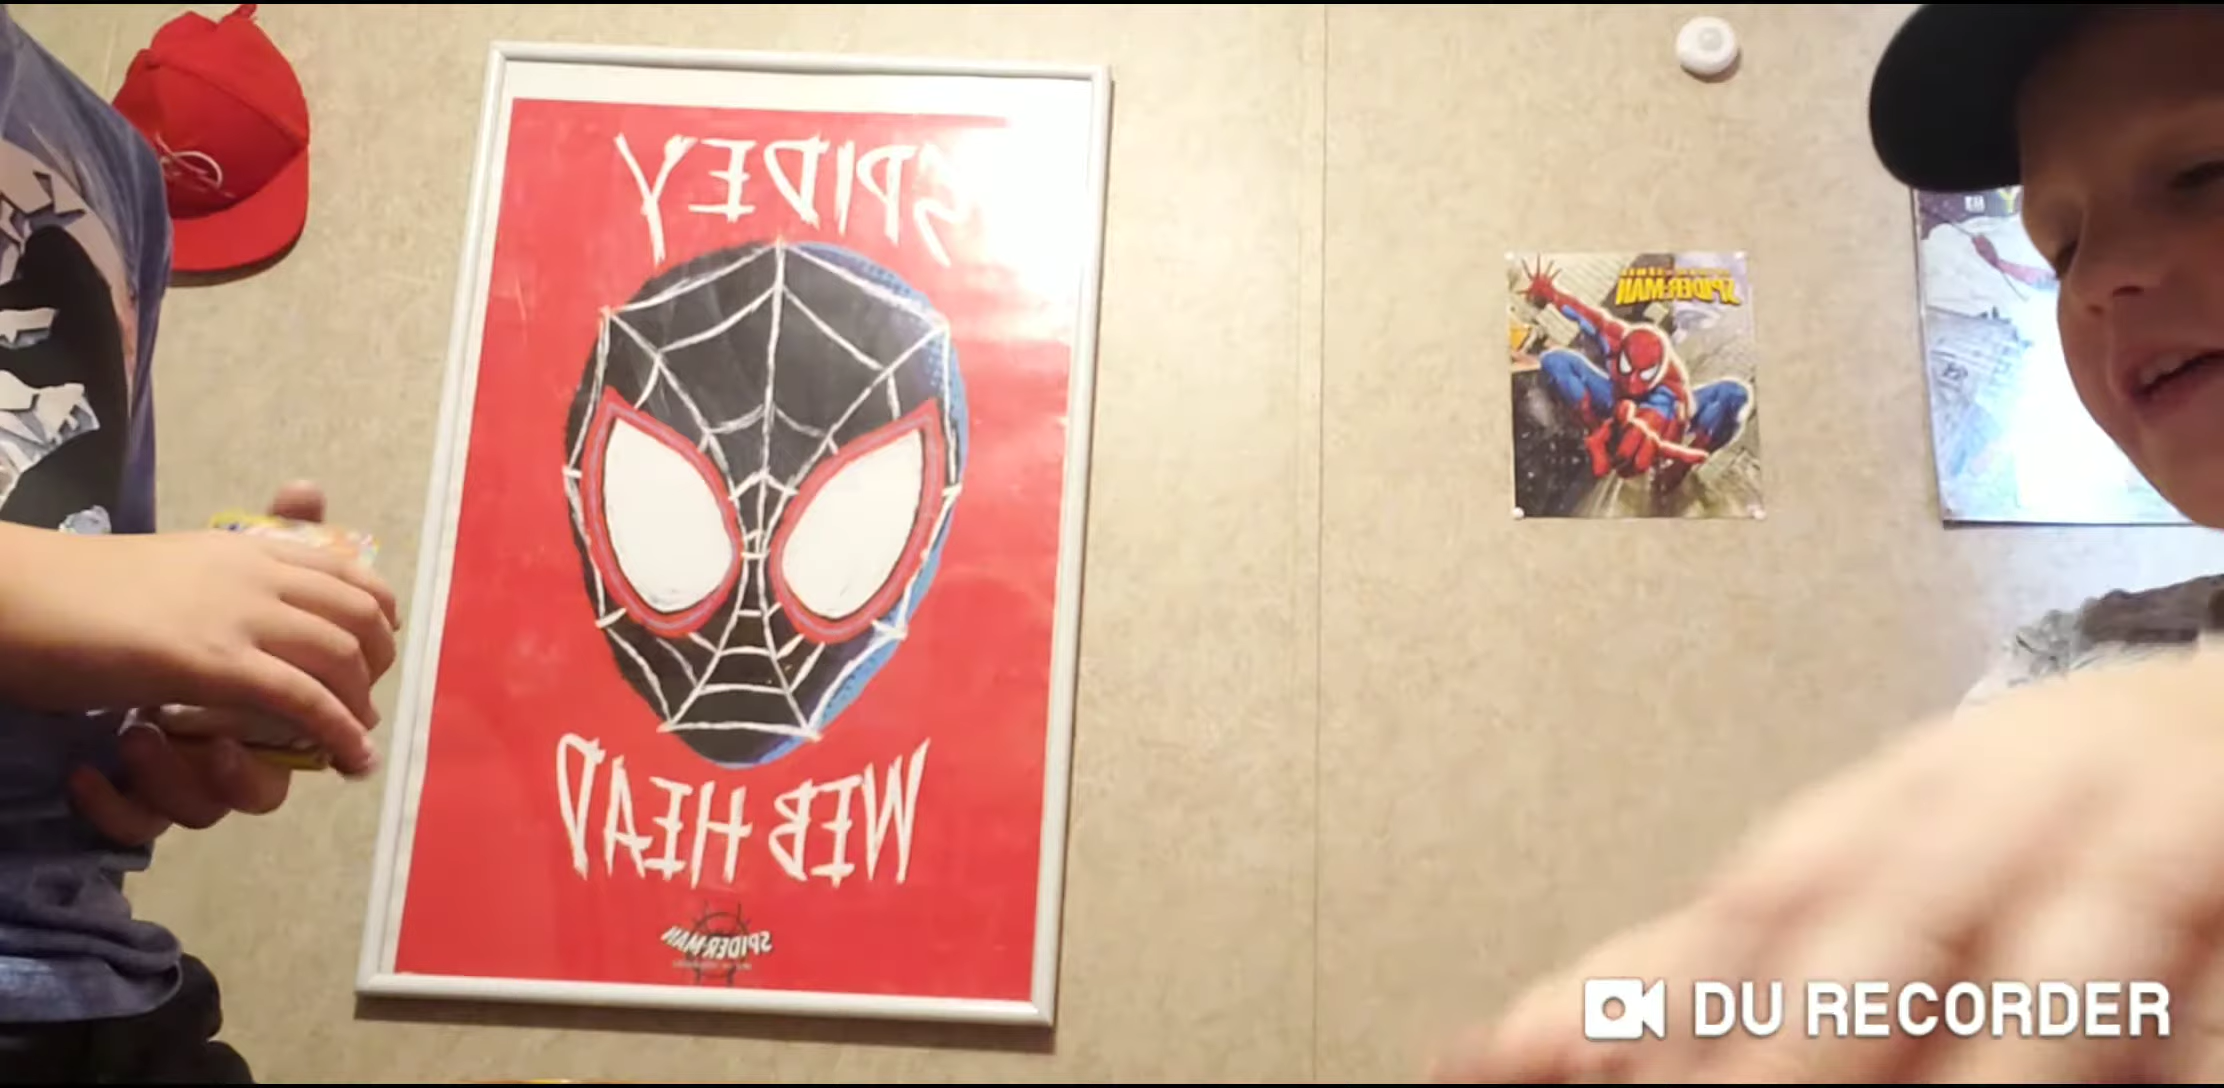 SPIDEY
WEB HEAD
SPIDER-MAN
SPIDER-MAN
DU RECORDER